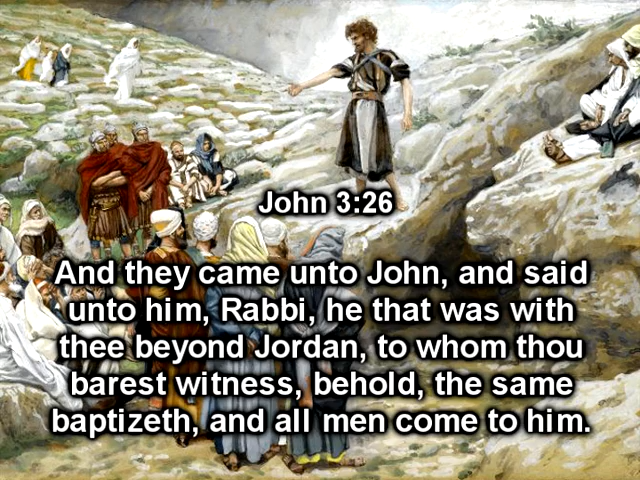 John 3:26
And they came unto John, and said
unto him, Rabbi, he that was with
thee beyond Jordan, to whom thou
barest witness, behold, the same
baptizeth, and all men come to him.